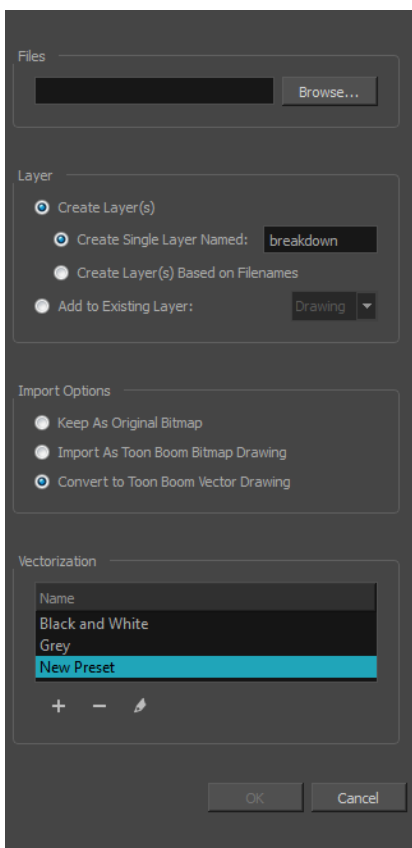 Files
Browse...
Layer
Create Layer(s)
Create Single Layer Named: breakdown
Create Layer(s) Based on Filenames
Add to Existing Layer: Drawing
Import Options
Keep As Original Bitmap
Import As Toon Boom Bitmap Drawing
Convert to Toon Boom Vector Drawing
Vectorization
Name
Black and White
Grey
New Preset
OK Cancel